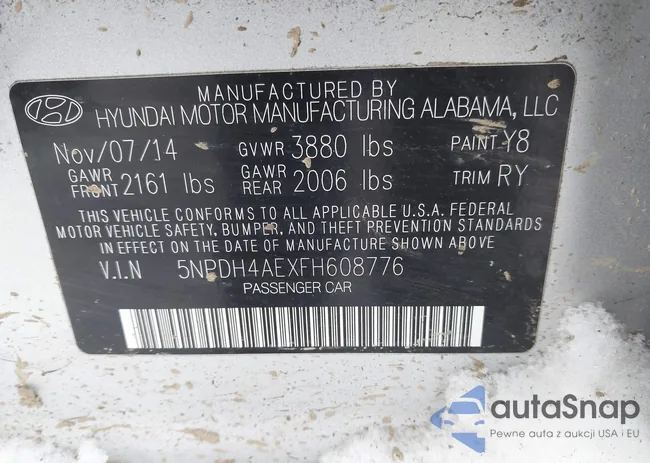 MANUFACTURED BY
HYUNDAI MOTOR MANUFACTURING ALABAMA, LLC
Nov/07/14 GVWR 3880 lbs PAINT Y8
GAWR FRONT 2161 lbs GAWR REAR 2006 lbs TRIM RY
THIS VEHICLE CONFORMS TO ALL APPLICABLE U.S.A. FEDERAL
MOTOR VEHICLE SAFETY, BUMPER, AND THEFT PREVENTION STANDARDS
IN EFFECT ON THE DATE OF MANUFACTURE SHOWN ABOVE
V.I.N 5NPDH4AEXFH608776
PASSENGER CAR
autaSnap
Pewne auta z aukcji USA i EU